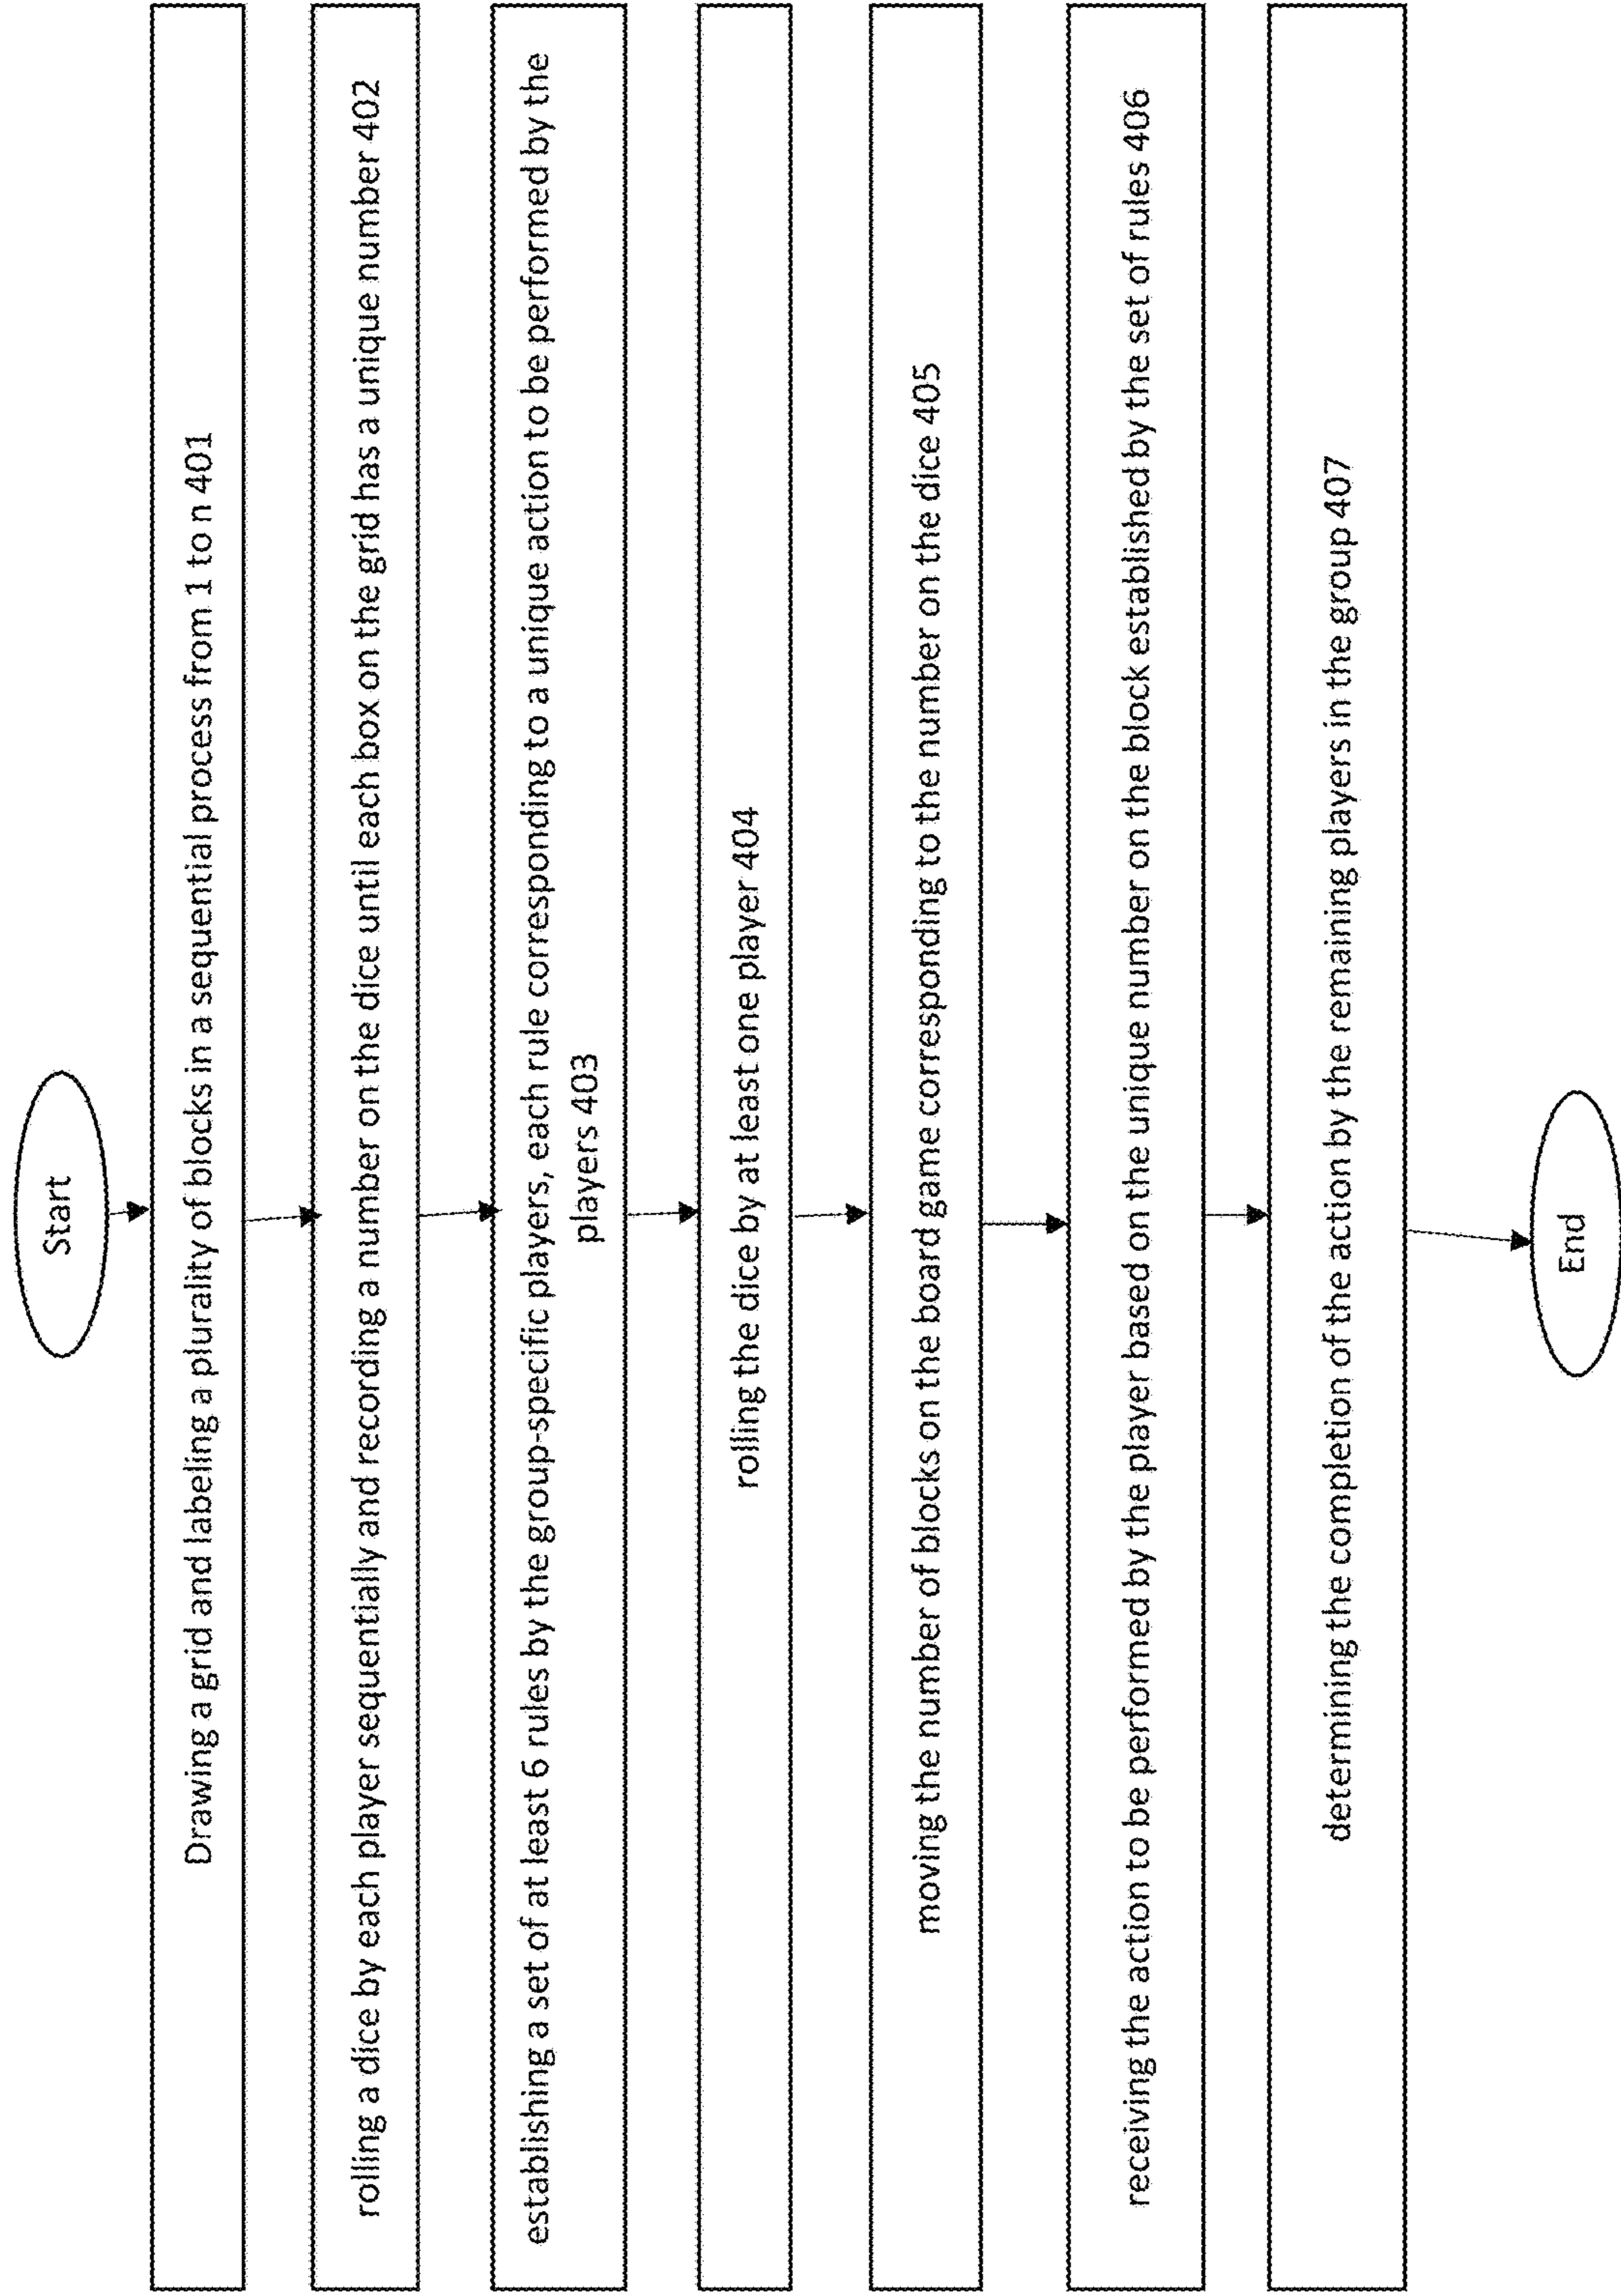 Start
Drawing a grid and labeling a plurality of blocks in a sequential process from 1 to n 401
rolling a dice by each player sequentially and recording a number on the dice until each box on the grid has a unique number 402
establishing a set of at least 6 rules by the group-specific players, each rule corresponding to a unique action to be performed by the
players 403
rolling the dice by at least one player 404
moving the number of blocks on the board game corresponding to the number on the dice 405
receiving the action to be performed by the player based on the unique number on the block established by the set of rules 406
determining the completion of the action by the remaining players in the group 407
End